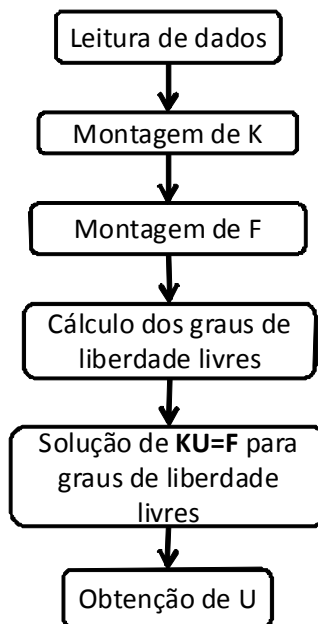 Leitura de dados
Montagem de K
Montagem de F
Cálculo dos graus de
liberdade livres
Solução de KU=F para
graus de liberdade
livres
Obtenção de U